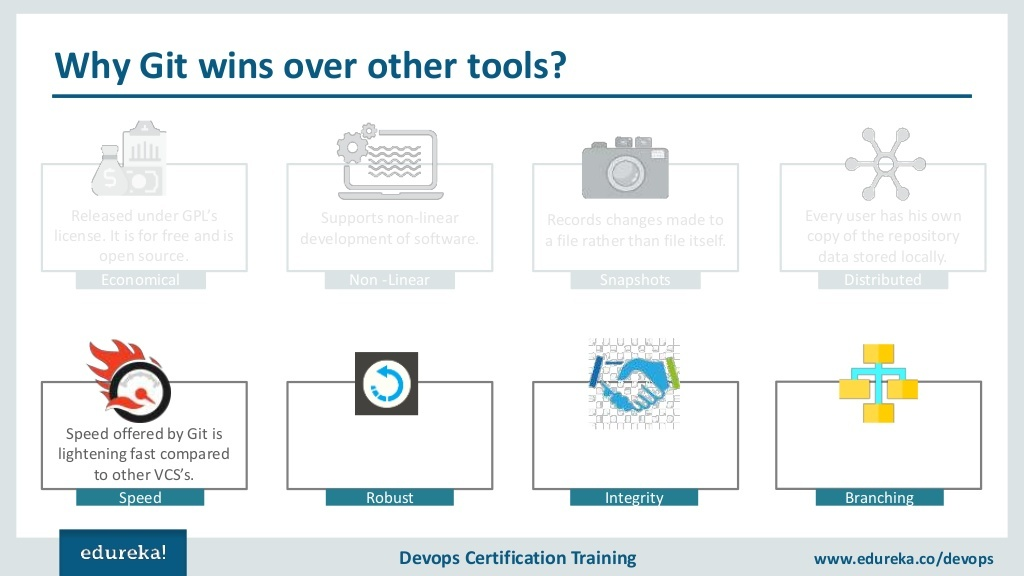 Why Git wins over other tools?
Released under GPL's
license. It is for free and is
open source.
Economical
Supports non-linear
development of software.
Non -Linear
Records changes made to
a file rather than file itself.
Snapshots
Every user has his own
copy of the repository
data stored locally.
Distributed
Speed offered by Git is
lightening fast compared
to other VCS's.
Speed
Robust
Integrity
Branching
edureka!
Devops Certification Training
www.edureka.co/devops